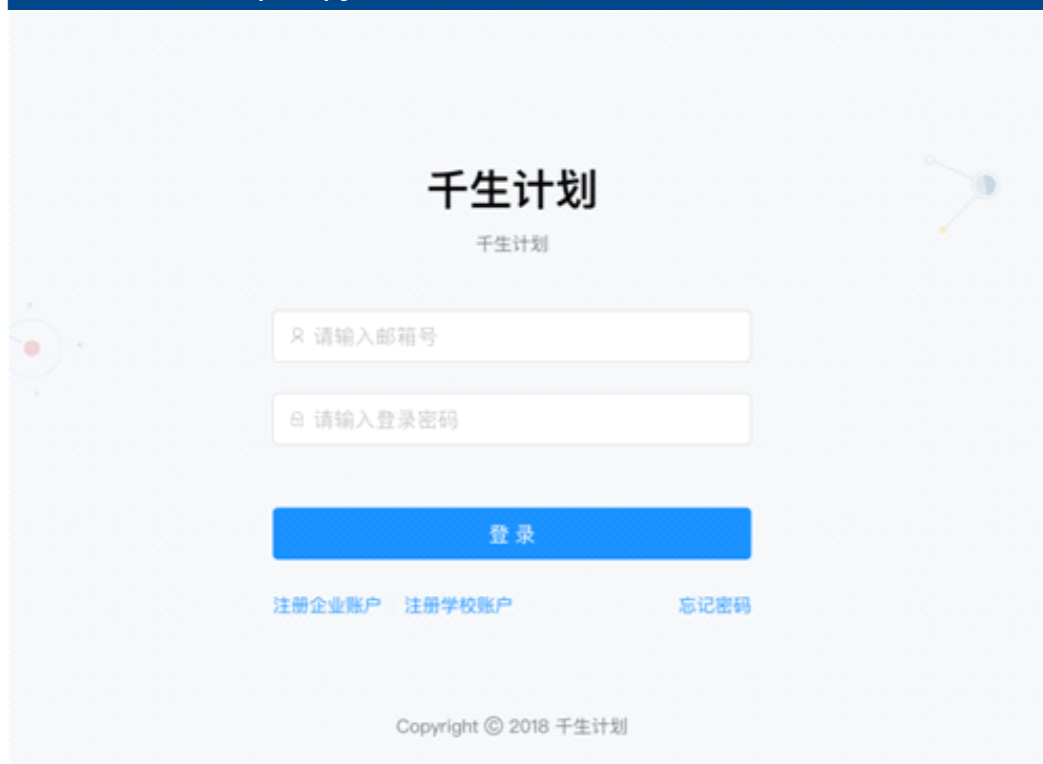 千生计划
千生计划
请输入邮箱号
请输入登录密码
登 录
注册企业账户 注册学校账户 忘记密码
Copyright © 2018 千生计划